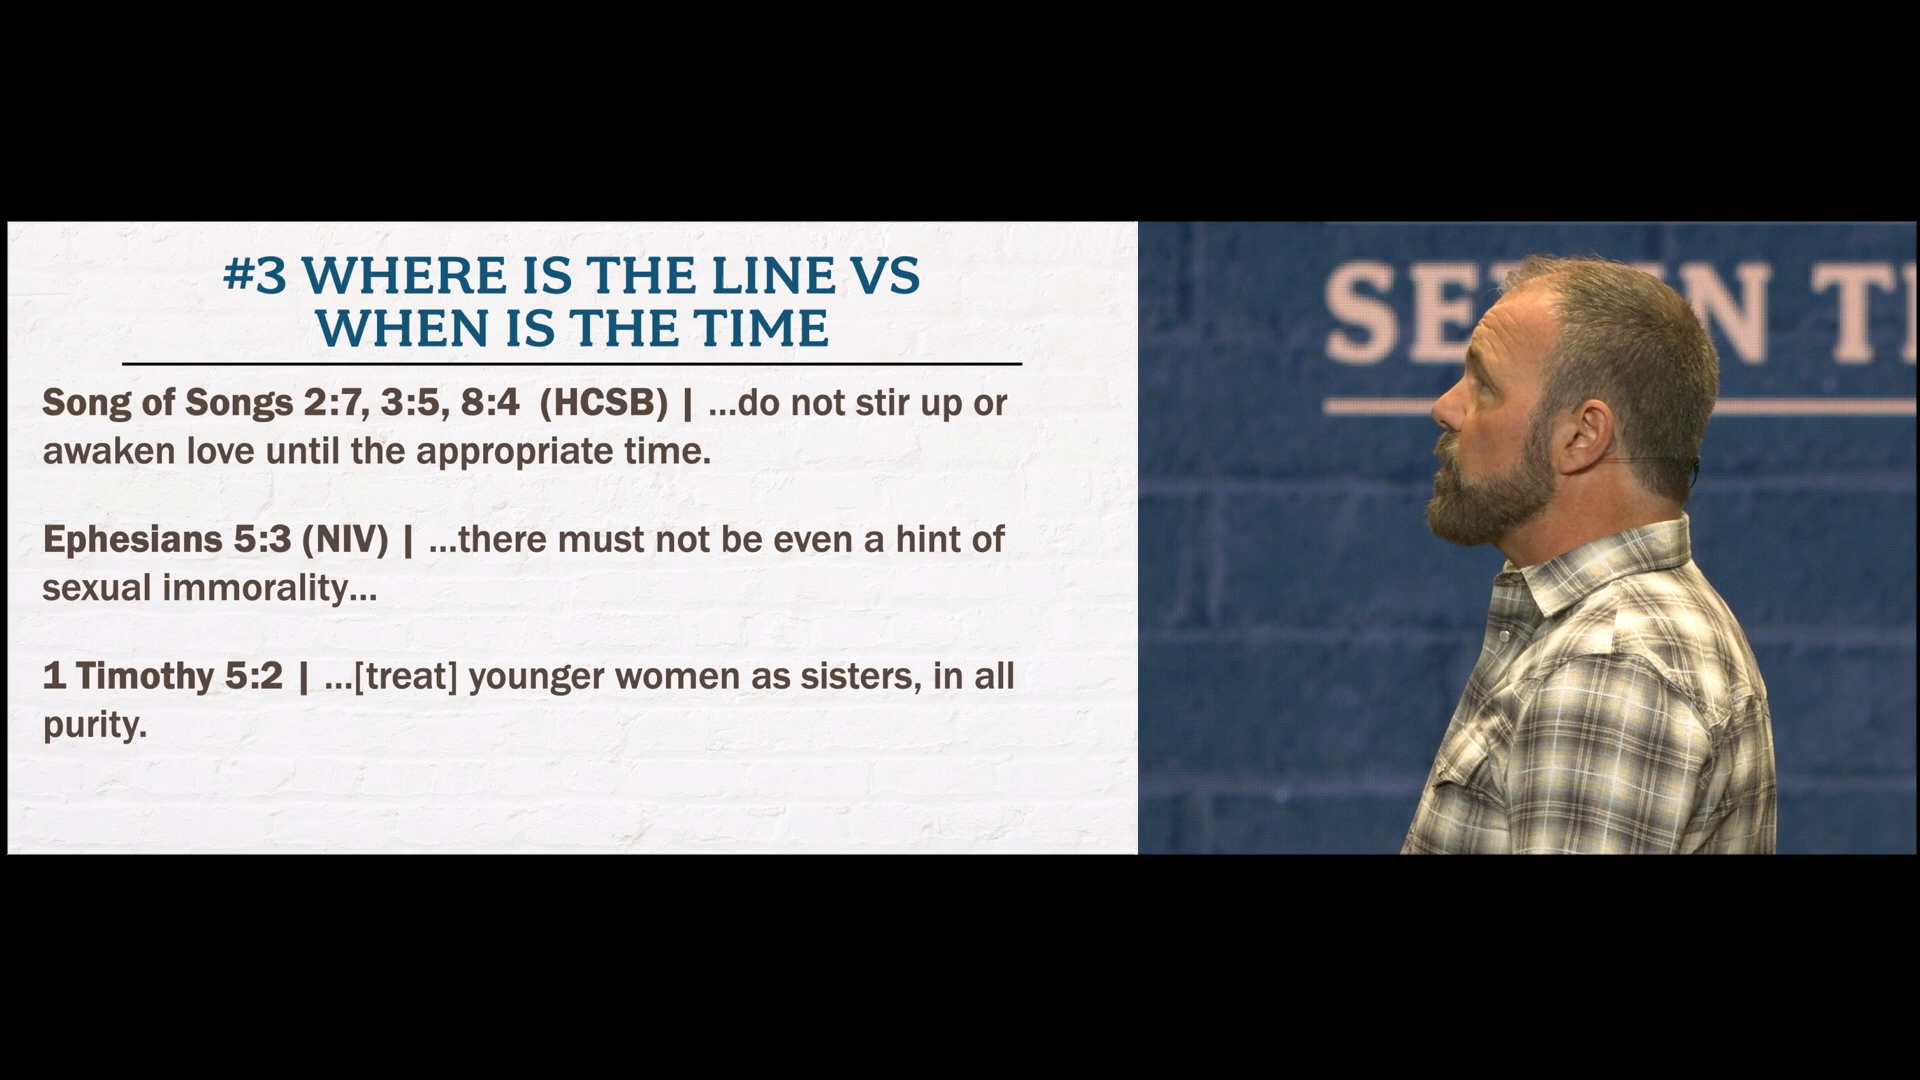 #3 WHERE IS THE LINE VS
WHEN IS THE TIME
Song of Songs 2:7, 3:5, 8:4 (HCSB) | ...do not stir up or
awaken love until the appropriate time.
Ephesians 5:3 (NIV) | ...there must not be even a hint of
sexual immorality...
1 Timothy 5:2 | ...[treat] younger women as sisters, in all
purity.